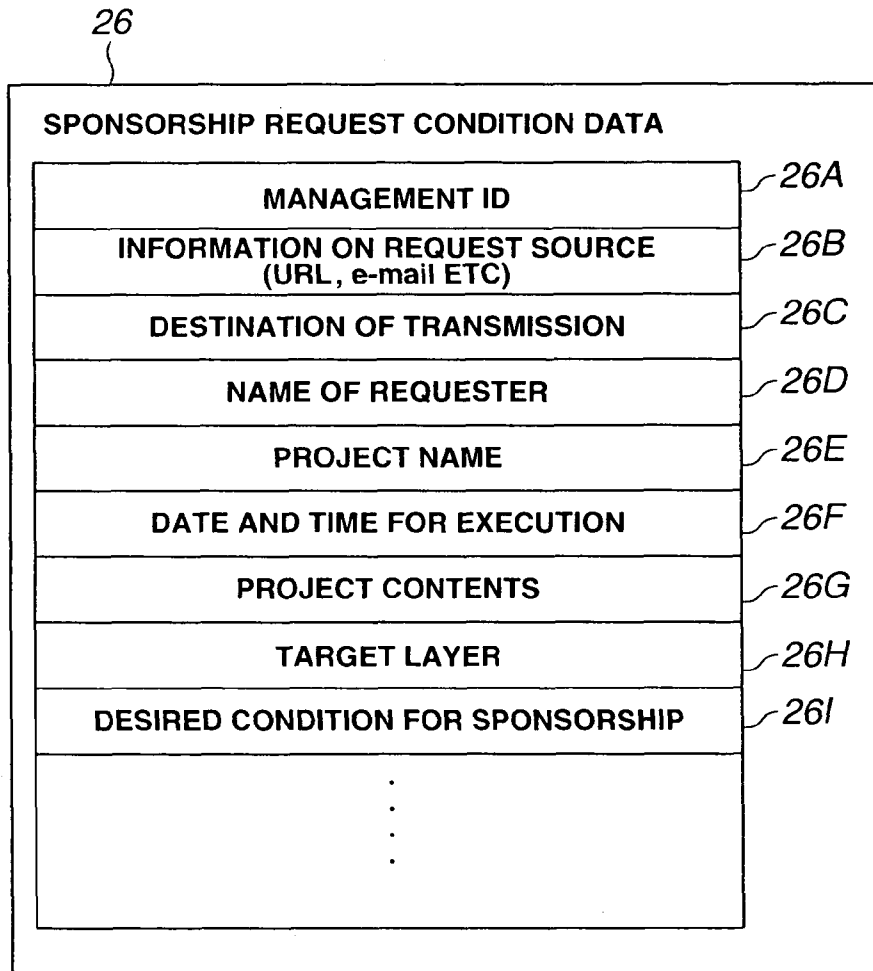 26
SPONSORSHIP REQUEST CONDITION DATA
MANAGEMENT ID 26A
INFORMATION ON REQUEST SOURCE
(URL, e-mail ETC) 26B
DESTINATION OF TRANSMISSION 26C
NAME OF REQUESTER 26D
PROJECT NAME 26E
DATE AND TIME FOR EXECUTION 26F
PROJECT CONTENTS 26G
TARGET LAYER 26H
DESIRED CONDITION FOR SPONSORSHIP 26I